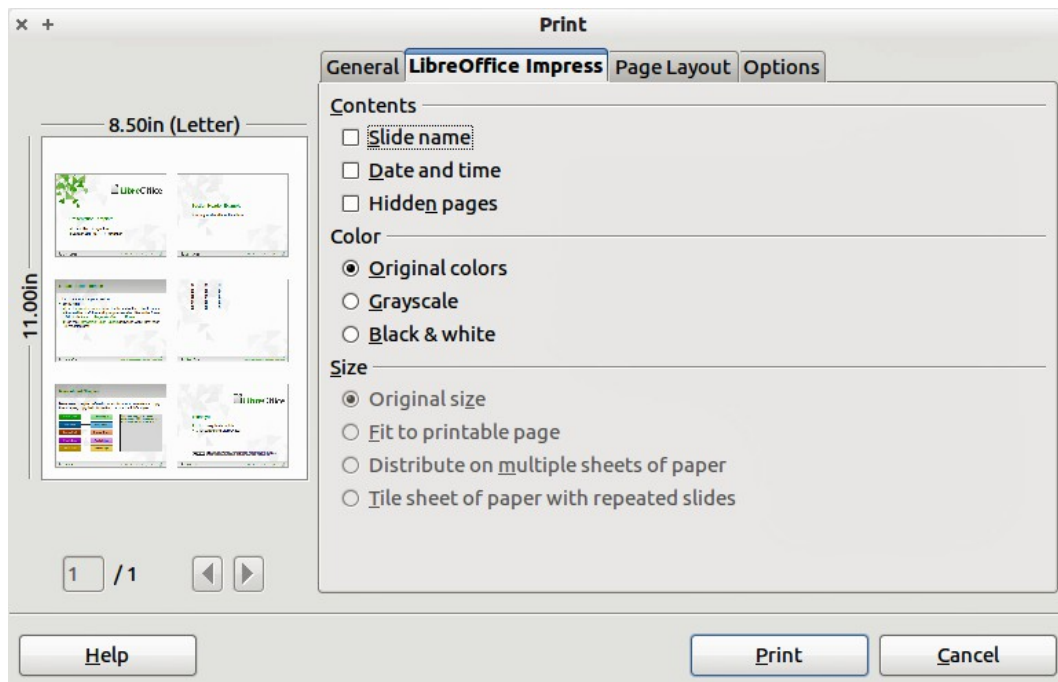 Print
General LibreOffice Impress Page Layout Options
8.50in (Letter)
11.00in
LibreOffice
LibreOffice
1 / 1
Contents
Slide name
Date and time
Hidden pages
Color
Original colors
Grayscale
Black & white
Size
Original size
Fit to printable page
Distribute on multiple sheets of paper
Tile sheet of paper with repeated slides
Help Print Cancel